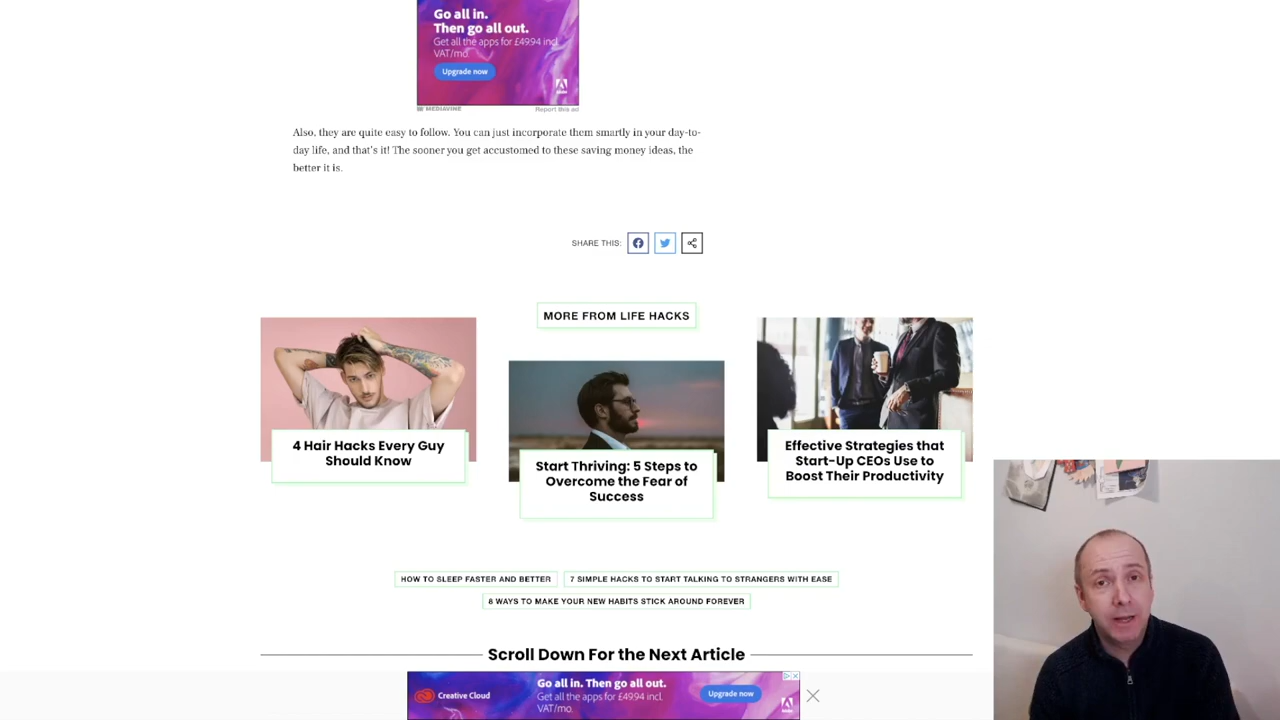 Go all in.
Then go all out.
Get all the apps for £49.94 incl.
VAT/mo.
Upgrade now
MEDIAVINE
Report this ad
Also, they are quite easy to follow. You can just incorporate them smartly in your day-to-
day life, and that's it! The sooner you get accustomed to these saving money ideas, the
better it is.
SHARE THIS:
MORE FROM LIFE HACKS
4 Hair Hacks Every Guy
Should Know
Start Thriving: 5 Steps to
Overcome the Fear of
Success
Effective Strategies that
Start-Up CEOs Use to
Boost Their Productivity
HOW TO SLEEP FASTER AND BETTER
7 SIMPLE HACKS TO START TALKING TO STRANGERS WITH EASE
8 WAYS TO MAKE YOUR NEW HABITS STICK AROUND FOREVER
Scroll Down For the Next Article
Creative Cloud
Go all in. Then go all out.
Get all the apps for £49.94 incl.
VAT/mo.
Upgrade now